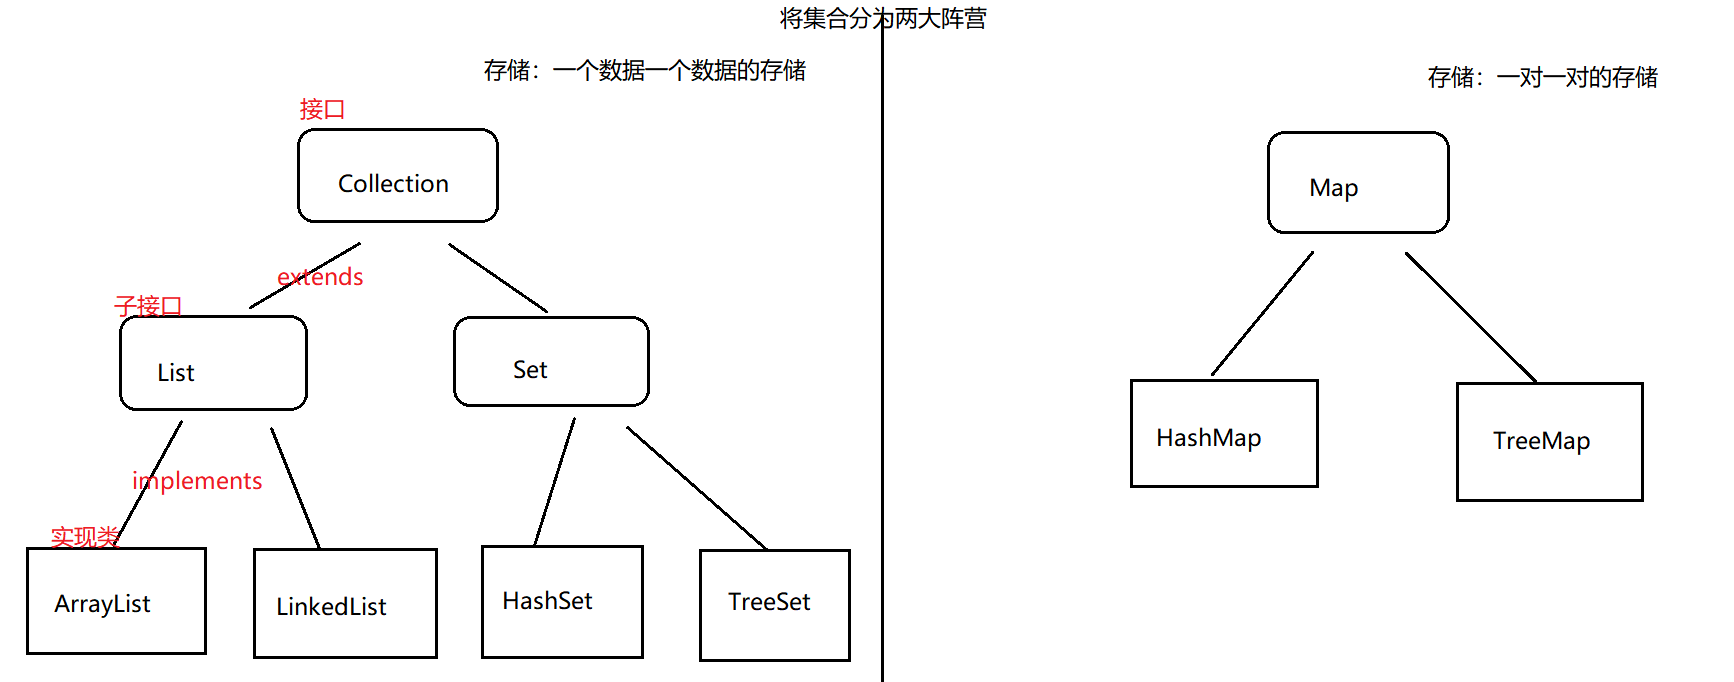 将集合分为两大阵营
存储：一个数据一个数据的存储
存储：一对一对的存储
接口
Collection
Map
extends
子接口
List
Set
HashMap
TreeMap
implements
实现类
ArrayList
LinkedList
HashSet
TreeSet